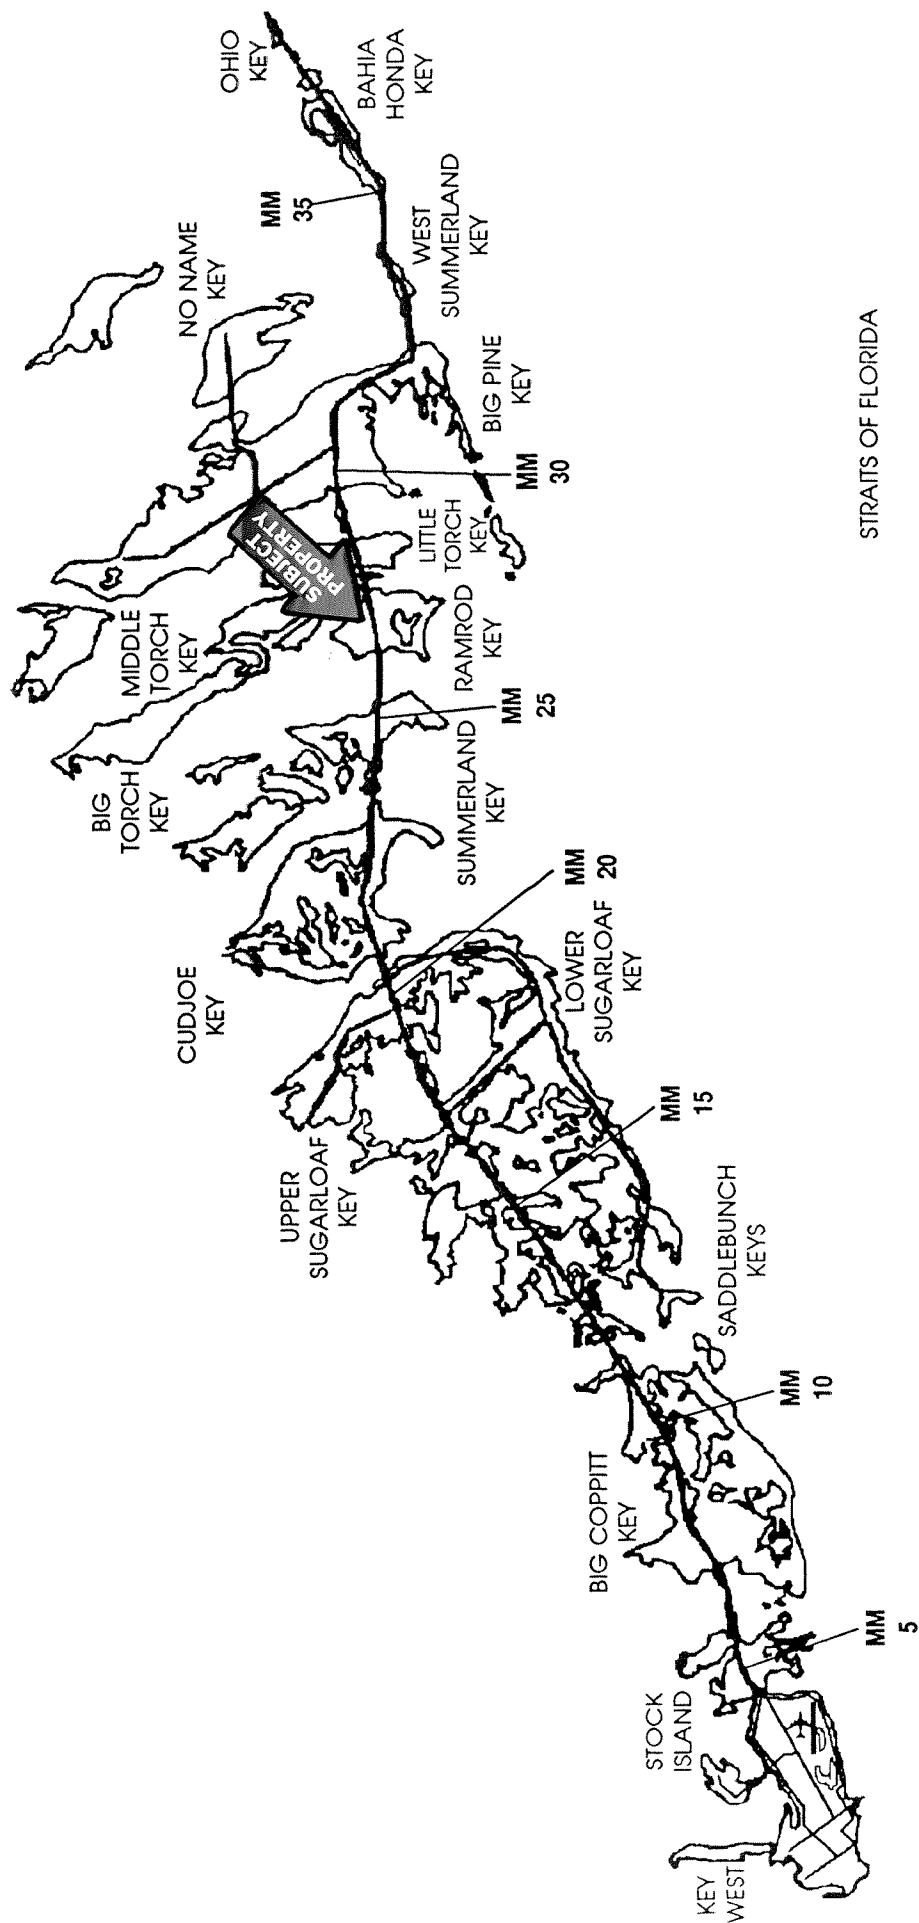 OHIO
KEY
BAHIA
HONDA
KEY
MM
35
NO NAME
KEY
WEST
SUMMERLAND
KEY
BIG PINE
KEY
MM
30
LITTLE
TORCH
KEY
SUBJECT
PROPERTY
MIDDLE
TORCH
KEY
RAMROD
KEY
BIG
TORCH
KEY
MM
25
SUMMERLAND
KEY
CUDJOE
KEY
MM
20
LOWER
SUGARLOAF
KEY
UPPER
SUGARLOAF
KEY
MM
15
SADDLEBUNCH
KEYS
MM
10
BIG COPPITT
KEY
MM
5
STOCK
ISLAND
KEY
WEST
STRAITS OF FLORIDA